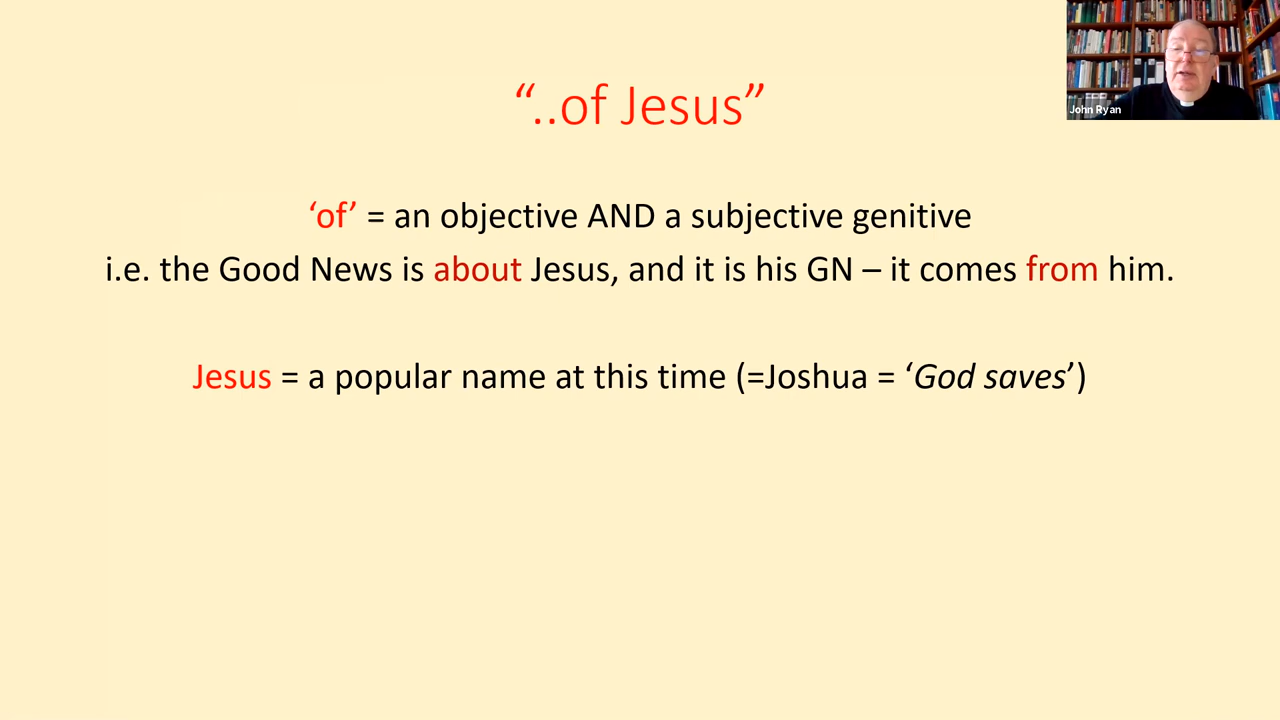 “..of Jesus”
John Ryan
‘of’ = an objective AND a subjective genitive
i.e. the Good News is about Jesus, and it is his GN – it comes from him.
Jesus = a popular name at this time (=Joshua = ‘God saves’)